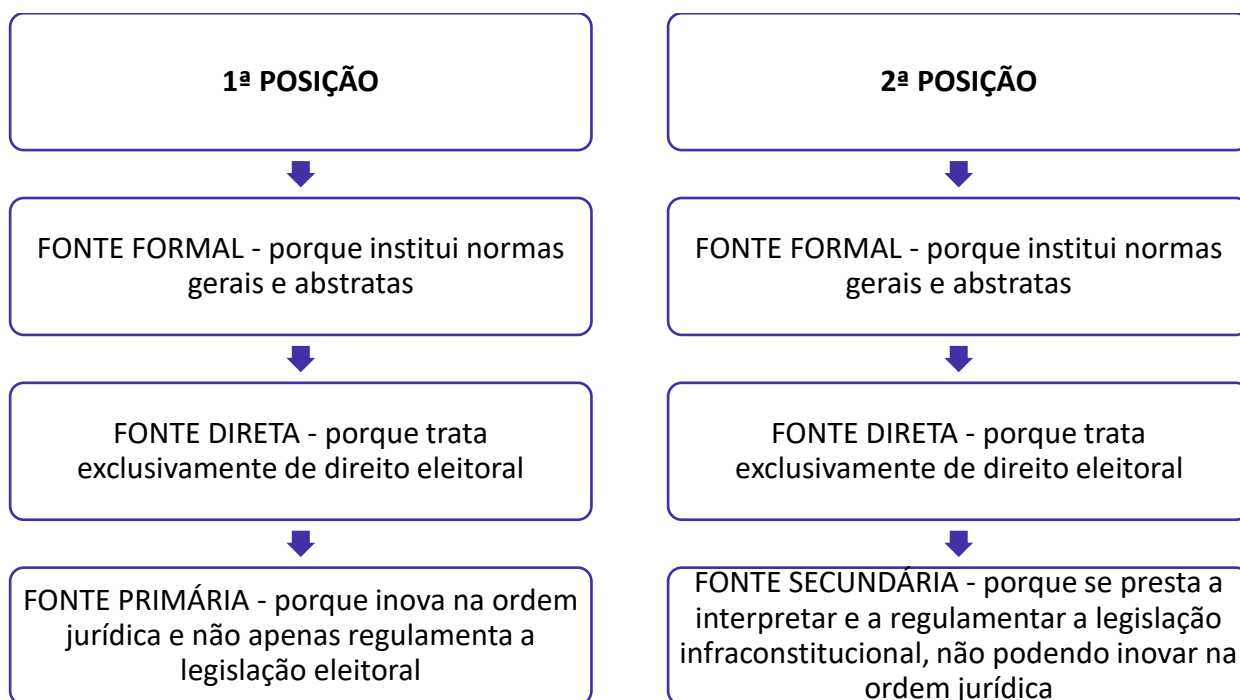 1ª POSIÇÃO
FONTE FORMAL - porque institui normas
gerais e abstratas
FONTE DIRETA - porque trata
exclusivamente de direito eleitoral
FONTE PRIMÁRIA - porque inova na ordem
jurídica e não apenas regulamenta a
legislação eleitoral
2ª POSIÇÃO
FONTE FORMAL - porque institui normas
gerais e abstratas
FONTE DIRETA - porque trata
exclusivamente de direito eleitoral
FONTE SECUNDÁRIA - porque se presta a
interpretar e a regulamentar a legislação
infraconstitucional, não podendo inovar na
ordem jurídica